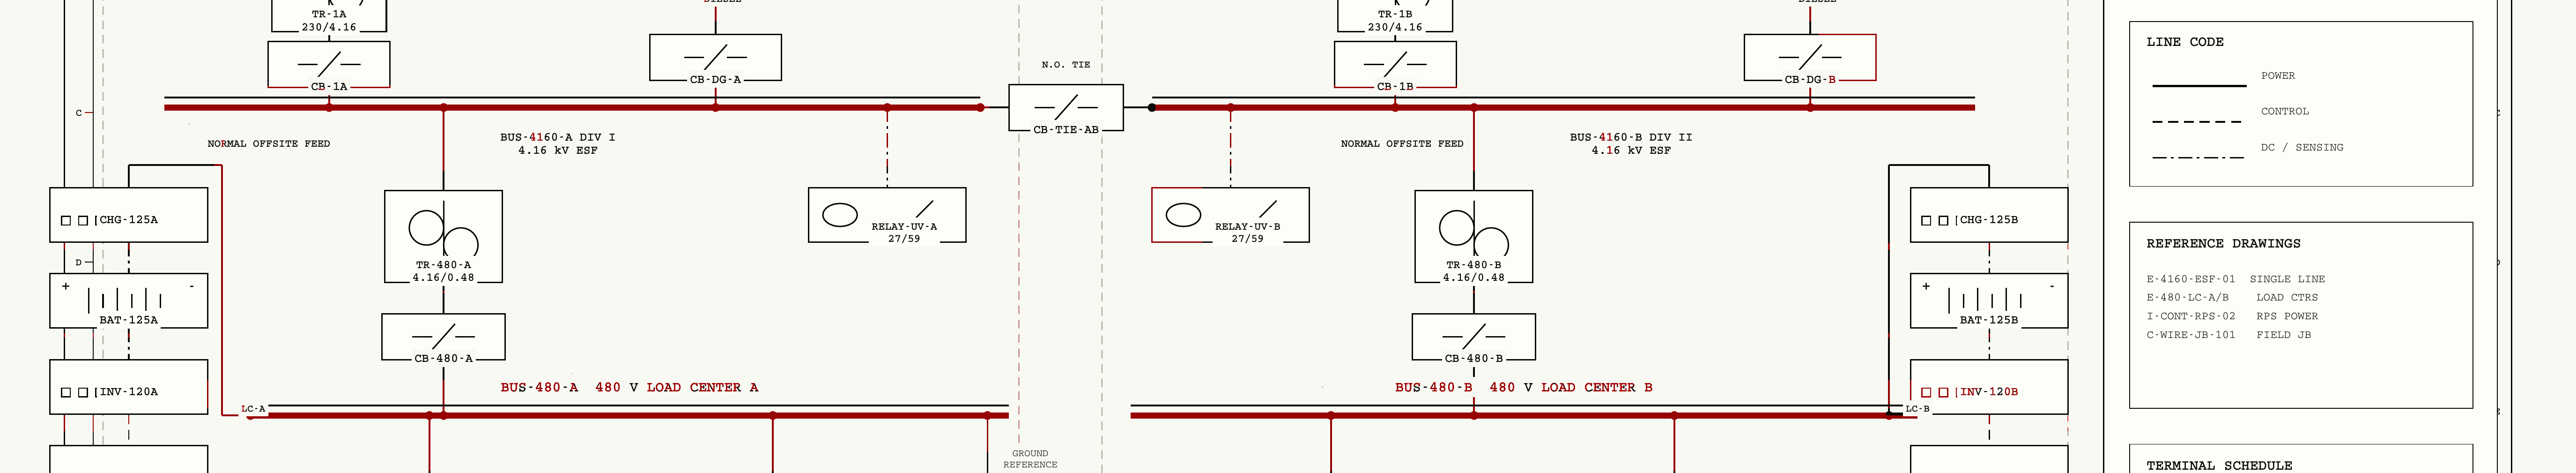 TR-1A
230/4.16
CB-1A
CB-DG-A
N.O. TIE
CB-TIE-AB
TR-1B
230/4.16
CB-1B
CB-DG-B
C
NORMAL OFFSITE FEED
BUS-4160-A DIV I
4.16 kV ESF
NORMAL OFFSITE FEED
BUS-4160-B DIV II
4.16 kV ESF
CHG-125A
RELAY-UV-A
27/59
RELAY-UV-B
27/59
CHG-125B
D
TR-480-A
4.16/0.48
TR-480-B
4.16/0.48
+ -
BAT-125A
+ -
BAT-125B
CB-480-A
CB-480-B
INV-120A
BUS-480-A 480 V LOAD CENTER A
BUS-480-B 480 V LOAD CENTER B
INV-120B
LC-A
LC-B
GROUND
REFERENCE
LINE CODE
POWER
CONTROL
DC / SENSING
REFERENCE DRAWINGS
E-4160-ESF-01 SINGLE LINE
E-480-LC-A/B LOAD CTRS
I-CONT-RPS-02 RPS POWER
C-WIRE-JB-101 FIELD JB
TERMINAL SCHEDULE